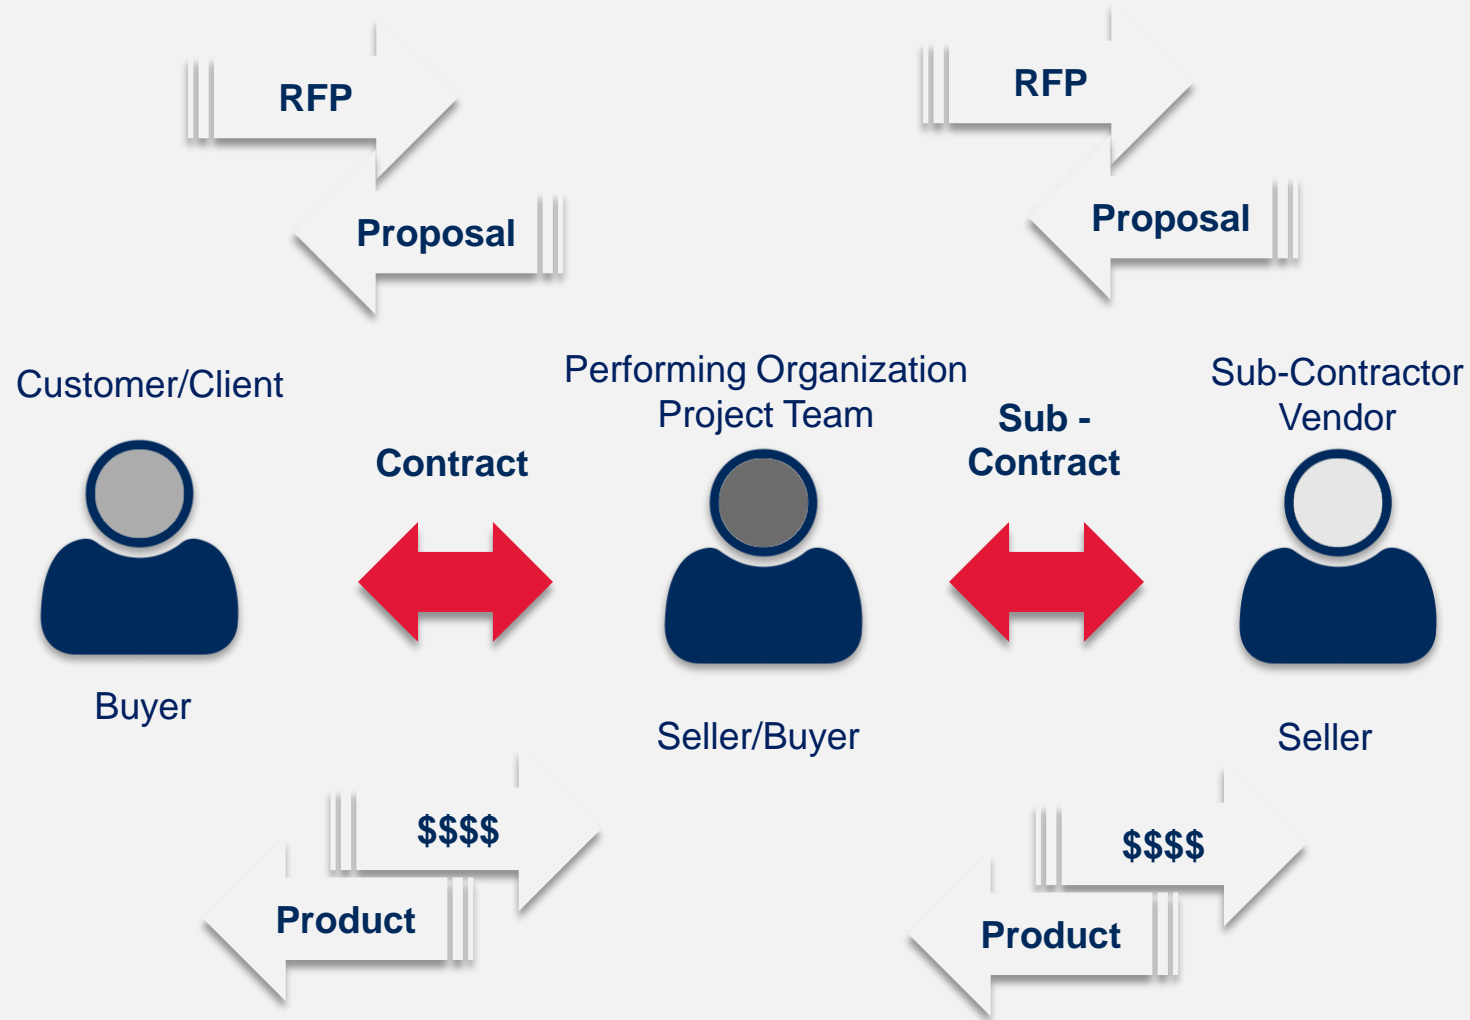 RFP
RFP
Proposal
Proposal
Customer/Client
Performing Organization
Project Team
Sub-Contractor
Vendor
Contract
Sub -
Contract
Buyer
Seller/Buyer
Seller
$$$$
$$$$
Product
Product